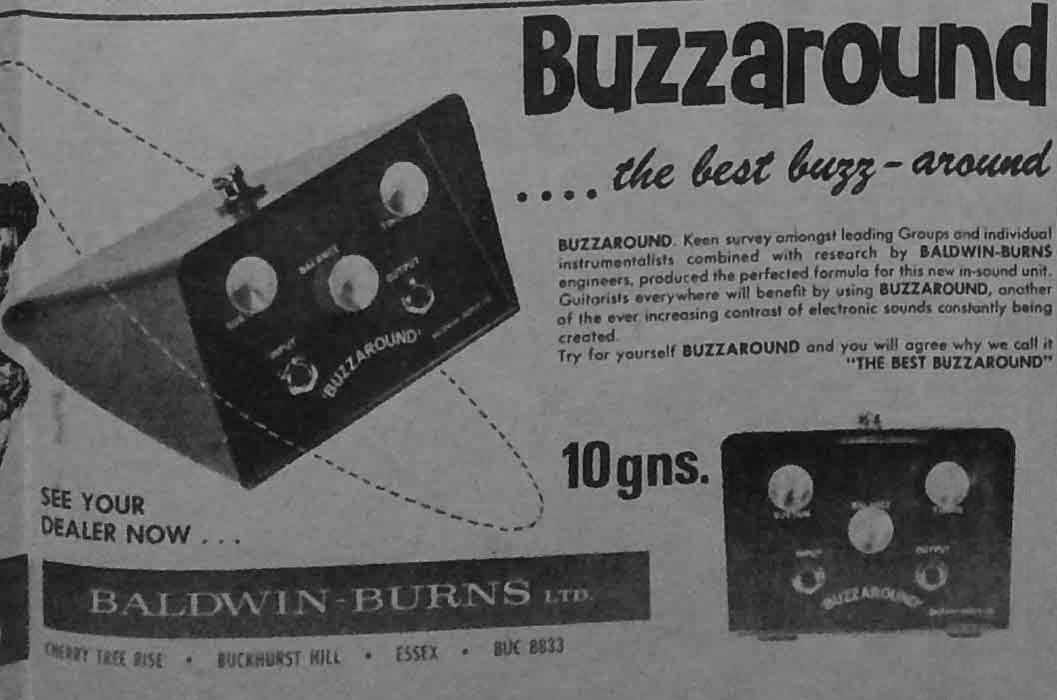 Buzzaround
.... the best buzz-around
BUZZAROUND. Keen survey amongst leading Groups and individual
instrumentalists combined with research by BALDWIN-BURNS
engineers, produced the perfected formula for this new in-sound unit.
Guitarists everywhere will benefit by using BUZZAROUND, another
of the ever increasing contrast of electronic sounds constantly being
created.
Try for yourself BUZZAROUND and you will agree why we call it
"THE BEST BUZZAROUND"
BALANCE
OUTPUT
INPUT
"BUZZAROUND"
10 gns.
INPUT
OUTPUT
"BUZZAROUND"
SEE YOUR
DEALER NOW ...
BALDWIN-BURNS LTD.
CHERRY TREE RISE • BUCKHURST HILL • ESSEX • BUC 8833